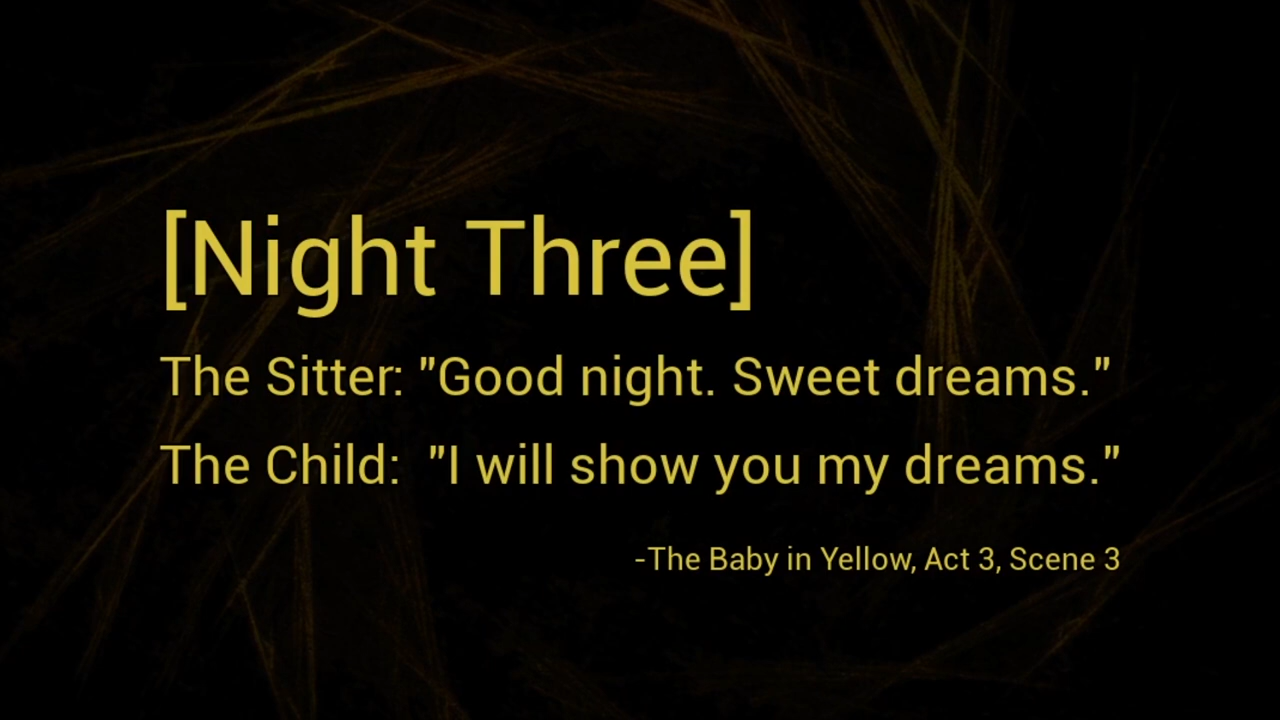 [Night Three]
The Sitter: "Good night. Sweet dreams."
The Child:  "I will show you my dreams."
-The Baby in Yellow, Act 3, Scene 3